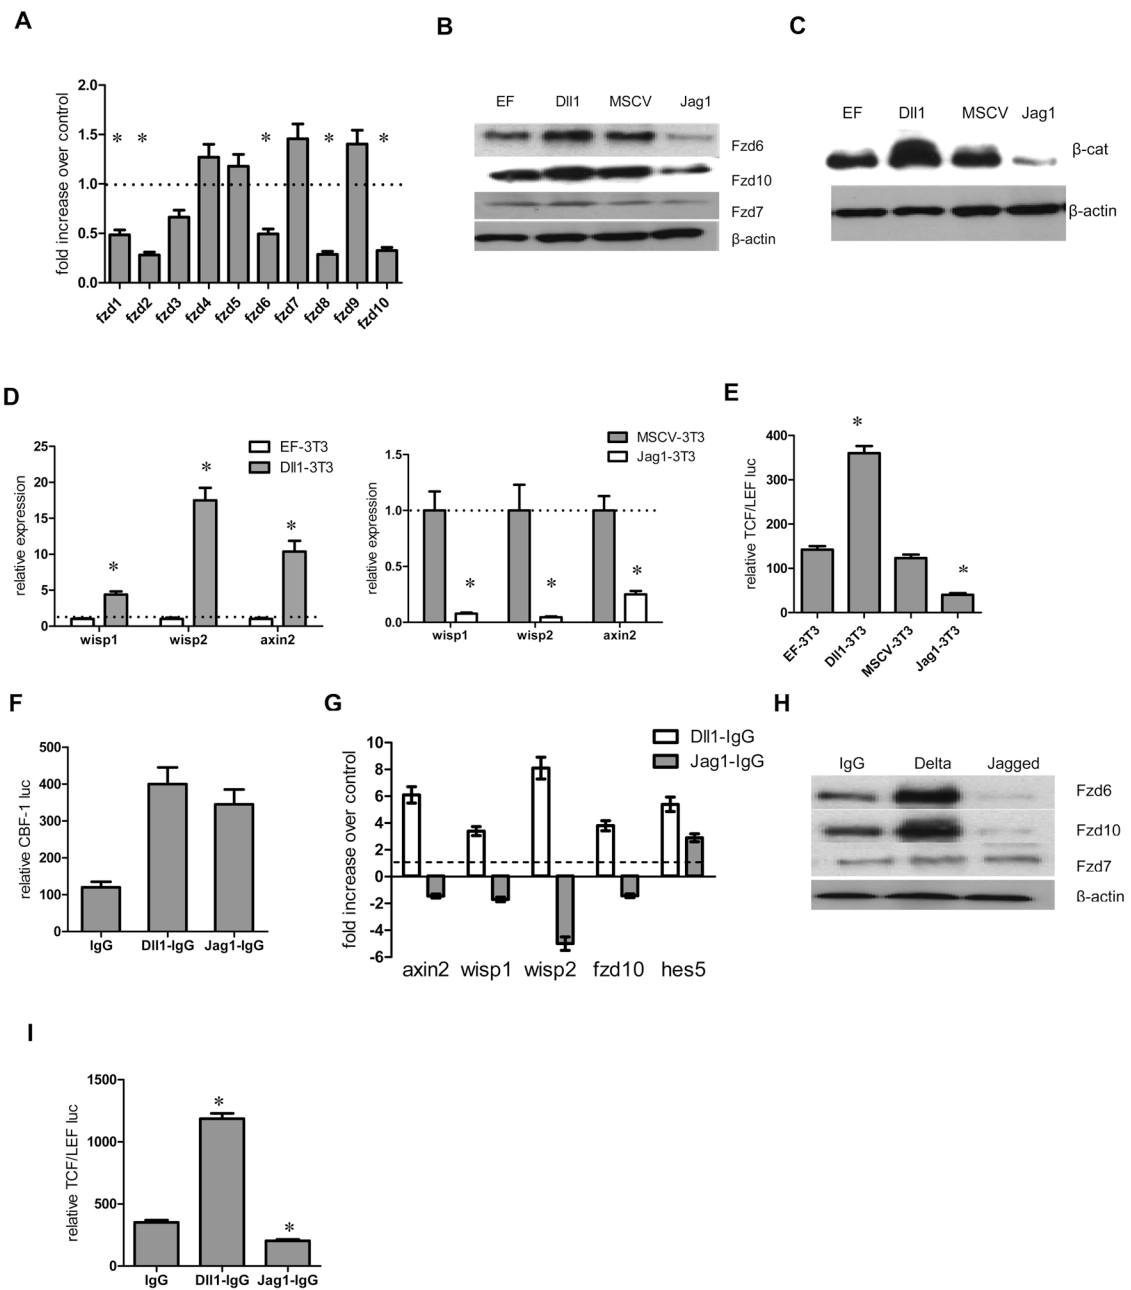 A
fold increase over control
2.0
1.5
1.0
0.5
0.0
* * * * *
fzd1 fzd2 fzd3 fzd4 fzd5 fzd6 fzd7 fzd8 fzd9 fzd10
B
EF Dll1 MSCV Jag1
Fzd6
Fzd10
Fzd7
β-actin
C
EF Dll1 MSCV Jag1
β-cat
β-actin
D
relative expression
25
20
15
10
5
0
EF-3T3
Dll1-3T3
* * *
wisp1 wisp2 axin2
relative expression
1.5
1.0
0.5
0.0
MSCV-3T3
Jag1-3T3
* * *
wisp1 wisp2 axin2
E
relative TCF/LEF luc
400
300
200
100
0
* *
EF-3T3 Dll1-3T3 MSCV-3T3 Jag1-3T3
F
relative CBF-1 luc
500
400
300
200
100
0
IgG Dll1-IgG Jag1-IgG
G
fold increase over control
10
8
6
4
2
0
-2
-4
-6
Dll1-IgG
Jag1-IgG
axin2 wisp1 wisp2 fzd10 hes5
H
IgG Delta Jagged
Fzd6
Fzd10
Fzd7
ß-actin
I
relative TCF/LEF luc
1500
1000
500
0
* *
IgG Dll1-IgG Jag1-IgG